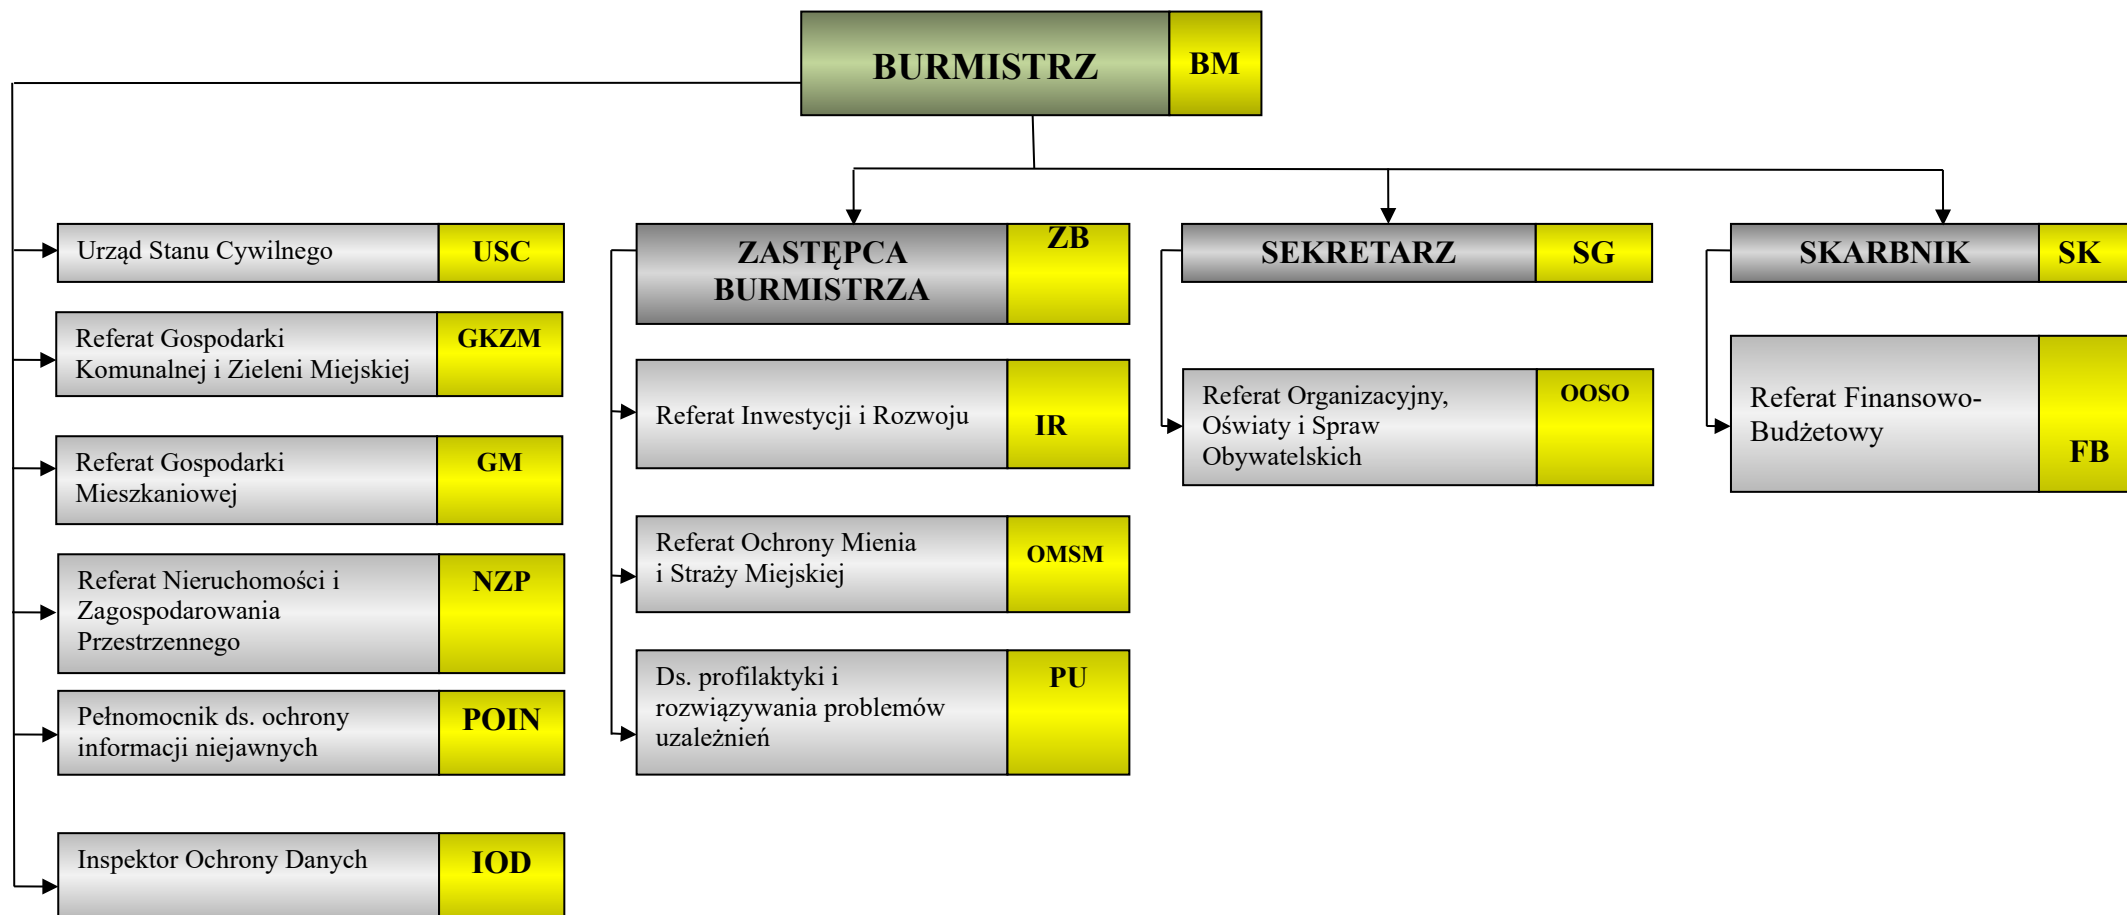 BURMISTRZ
BM
Urząd Stanu Cywilnego
USC
Referat Gospodarki
Komunalnej i Zieleni Miejskiej
GKZM
Referat Gospodarki
Mieszkaniowej
GM
Referat Nieruchomości i
Zagospodarowania
Przestrzennego
NZP
Pełnomocnik ds. ochrony
informacji niejawnych
POIN
Inspektor Ochrony Danych
IOD
ZASTĘPCA
BURMISTRZA
ZB
Referat Inwestycji i Rozwoju
IR
Referat Ochrony Mienia
i Straży Miejskiej
OMSM
Ds. profilaktyki i
rozwiązywania problemów
uzależnień
PU
SEKRETARZ
SG
Referat Organizacyjny,
Oświaty i Spraw
Obywatelskich
OOSO
SKARBNIK
SK
Referat Finansowo-
Budżetowy
FB